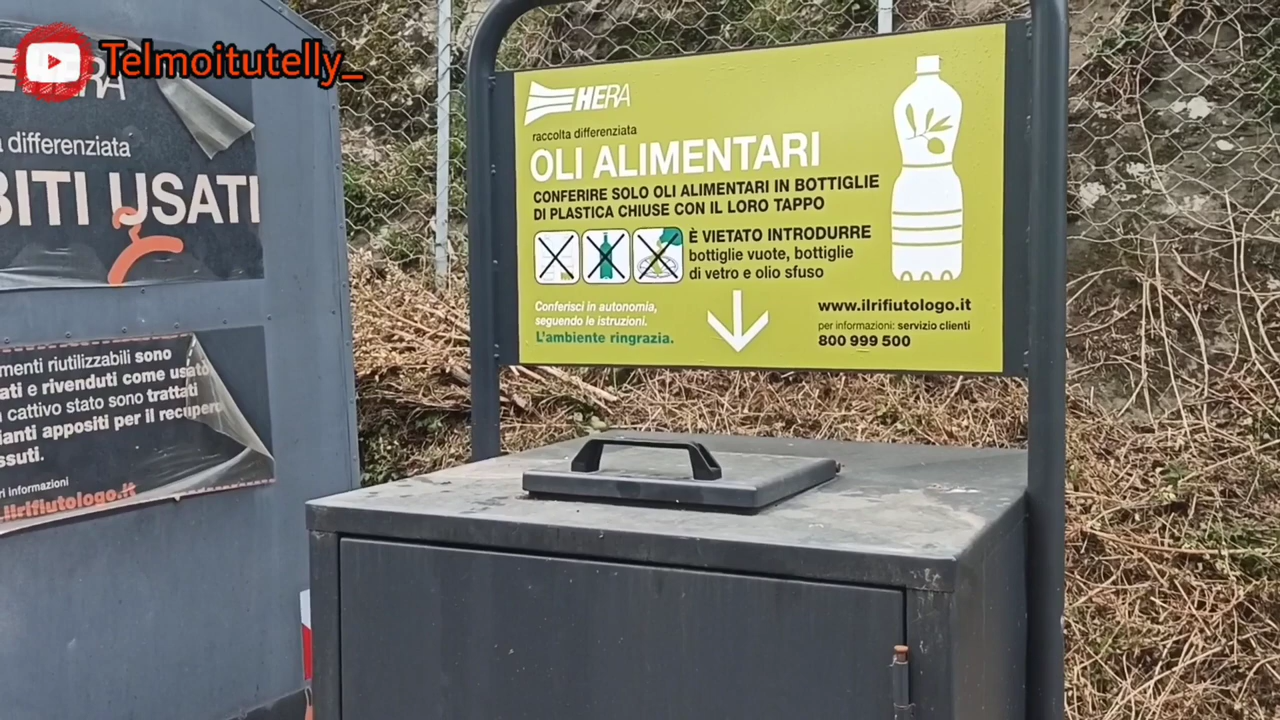 Telmoitutelly_
HERA
differenziata
BITI USATI
menti riutilizzabili sono
ati e rivenduti come usato
cattivo stato sono trattati
ianti appositi per il recupero
ssuti.
ri informazioni
.ilrifiutologo.it
HERA
raccolta differenziata
OLI ALIMENTARI
CONFERIRE SOLO OLI ALIMENTARI IN BOTTIGLIE
DI PLASTICA CHIUSE CON IL LORO TAPPO
È VIETATO INTRODURRE
bottiglie vuote, bottiglie
di vetro e olio sfuso
Conferisci in autonomia,
seguendo le istruzioni.
L'ambiente ringrazia.
www.ilrifiutologo.it
per informazioni: servizio clienti
800 999 500